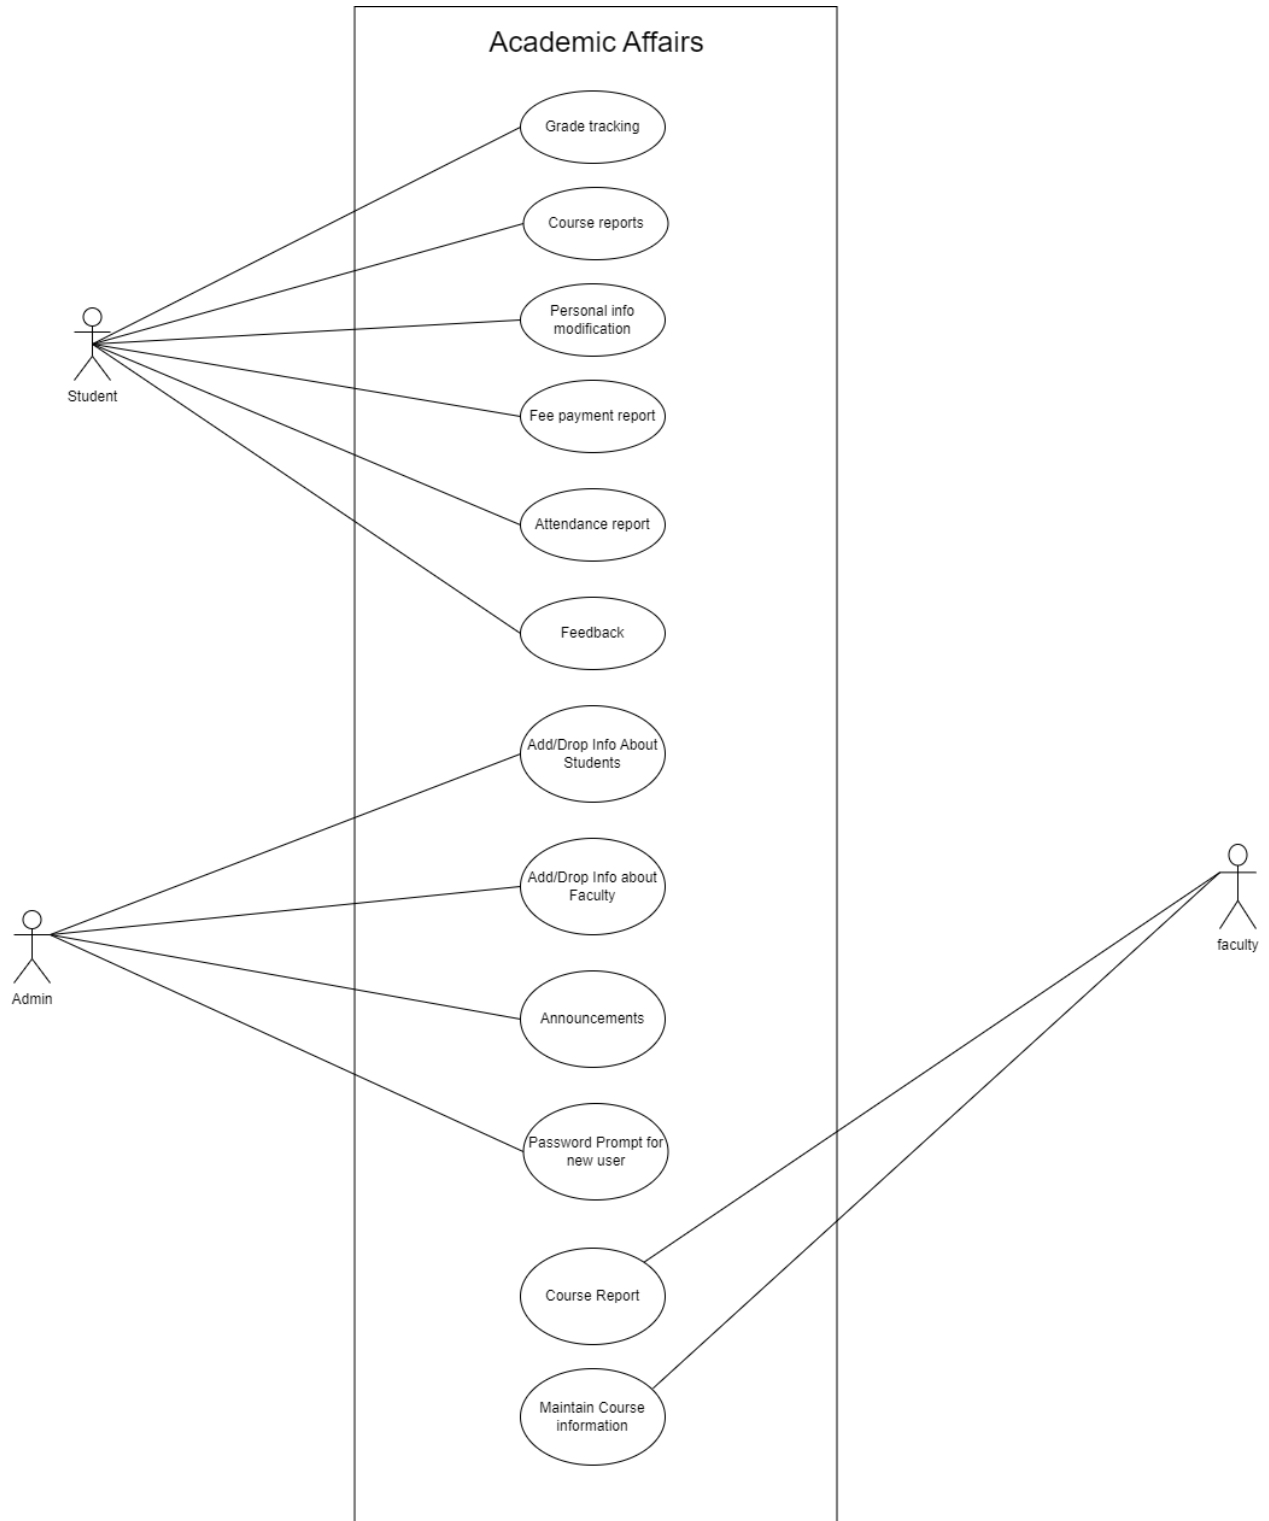 Academic Affairs
Grade tracking
Course reports
Personal info
modification
Student
Fee payment report
Attendance report
Feedback
Add/Drop Info About
Students
Add/Drop Info about
Faculty
faculty
Admin
Announcements
Password Prompt for
new user
Course Report
Maintain Course
information